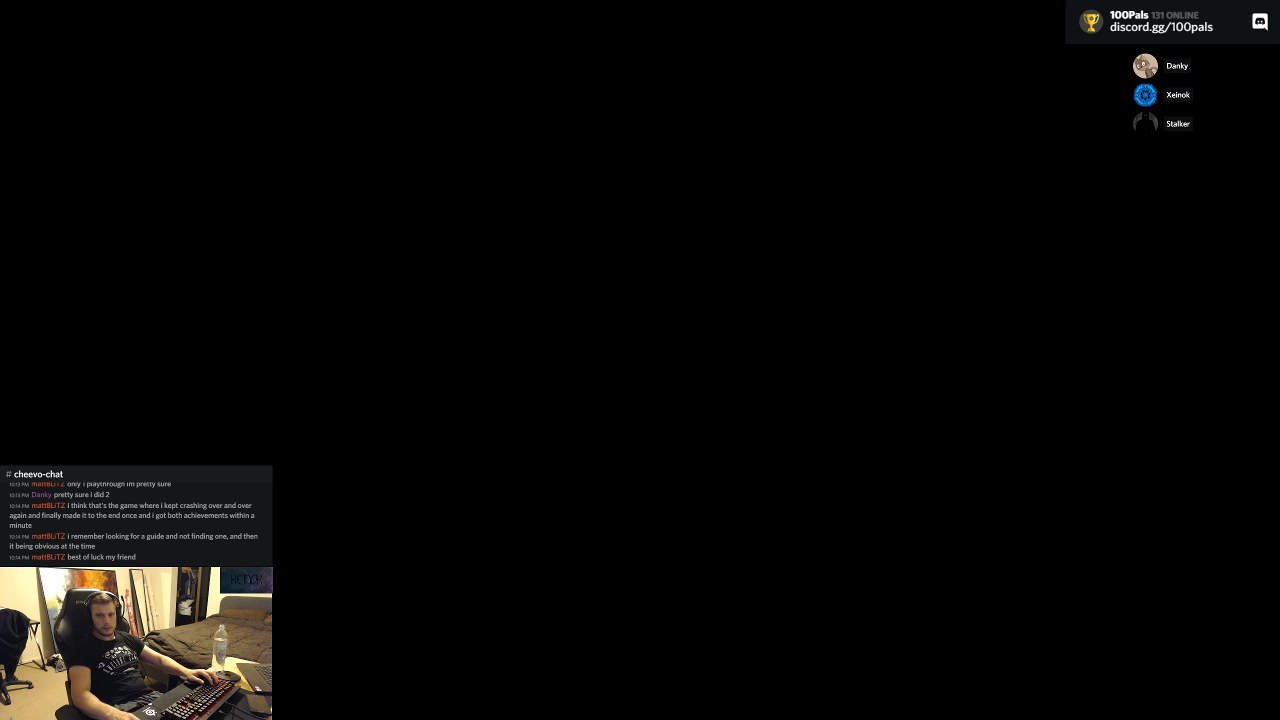 100Pals 131 ONLINE
discord.gg/100pals
Danky
Xeinok
Stalker
# cheevo-chat
10:13 PM mattBLiTZ only 1 playthrough im pretty sure
10:13 PM Danky pretty sure i did 2
10:14 PM mattBLiTZ i think that's the game where i kept crashing over and over
again and finally made it to the end once and i got both achievements within a
minute
10:14 PM mattBLiTZ i remember looking for a guide and not finding one, and then
it being obvious at the time
10:14 PM mattBLiTZ best of luck my friend